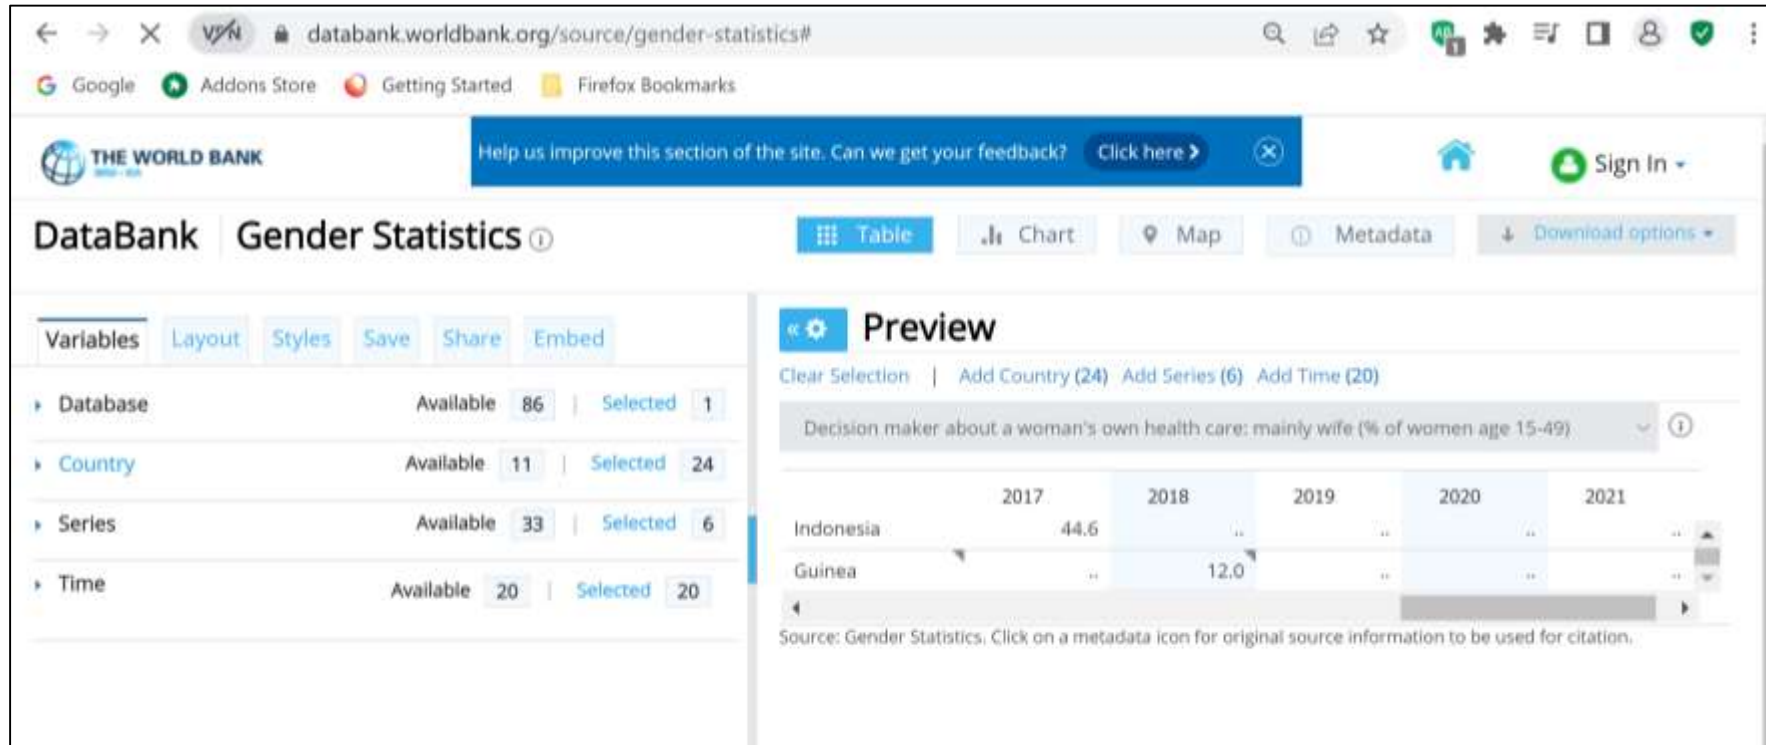 VPN databank.worldbank.org/source/gender-statistics#
Google Addons Store Getting Started Firefox Bookmarks
THE WORLD BANK
Help us improve this section of the site. Can we get your feedback? Click here
Sign In
DataBank Gender Statistics
Table Chart Map Metadata Download options
Variables Layout Styles Save Share Embed
Database Available 86 | Selected 1
Country Available 11 | Selected 24
Series Available 33 | Selected 6
Time Available 20 | Selected 20
Preview
Clear Selection | Add Country (24) Add Series (6) Add Time (20)
Decision maker about a woman's own health care: mainly wife (% of women age 15-49)
2017 2018 2019 2020 2021
Indonesia 44.6 .. .. .. ..
Guinea .. 12.0 .. .. ..
Source: Gender Statistics. Click on a metadata icon for original source information to be used for citation.